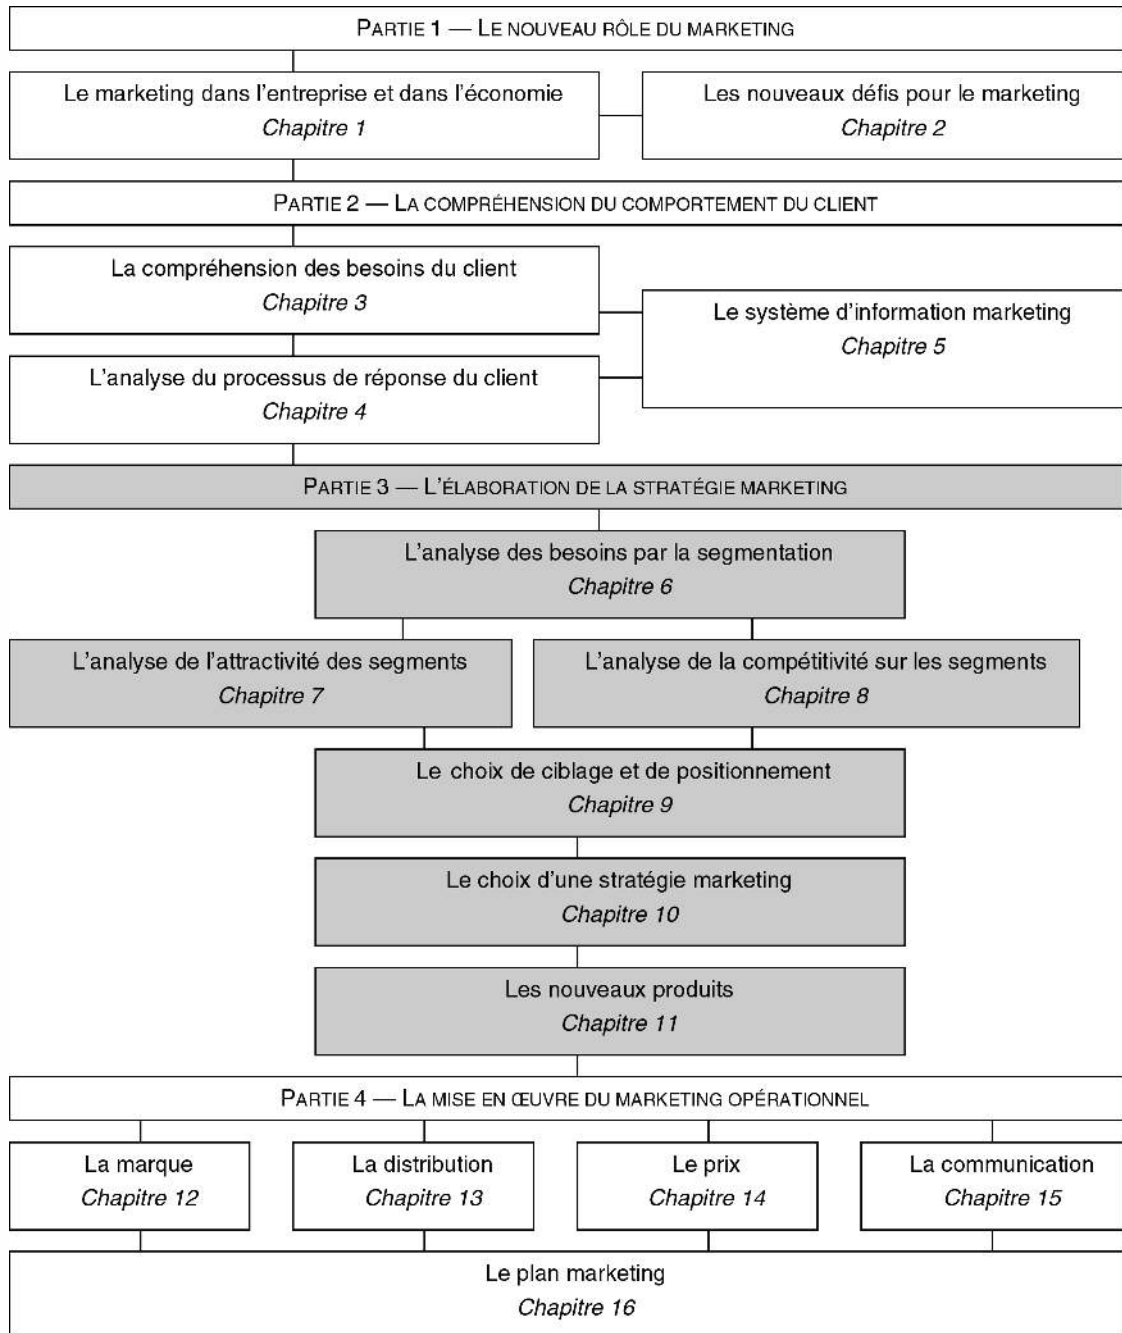 PARTIE 1 — LE NOUVEAU RÔLE DU MARKETING
Le marketing dans l'entreprise et dans l'économie
Chapitre 1
Les nouveaux défis pour le marketing
Chapitre 2
PARTIE 2 — LA COMPRÉHENSION DU COMPORTEMENT DU CLIENT
La compréhension des besoins du client
Chapitre 3
Le système d'information marketing
Chapitre 5
L'analyse du processus de réponse du client
Chapitre 4
PARTIE 3 — L'ÉLABORATION DE LA STRATÉGIE MARKETING
L'analyse des besoins par la segmentation
Chapitre 6
L'analyse de l'attractivité des segments
Chapitre 7
L'analyse de la compétitivité sur les segments
Chapitre 8
Le choix de ciblage et de positionnement
Chapitre 9
Le choix d'une stratégie marketing
Chapitre 10
Les nouveaux produits
Chapitre 11
PARTIE 4 — LA MISE EN ŒUVRE DU MARKETING OPÉRATIONNEL
La marque
Chapitre 12
La distribution
Chapitre 13
Le prix
Chapitre 14
La communication
Chapitre 15
Le plan marketing
Chapitre 16